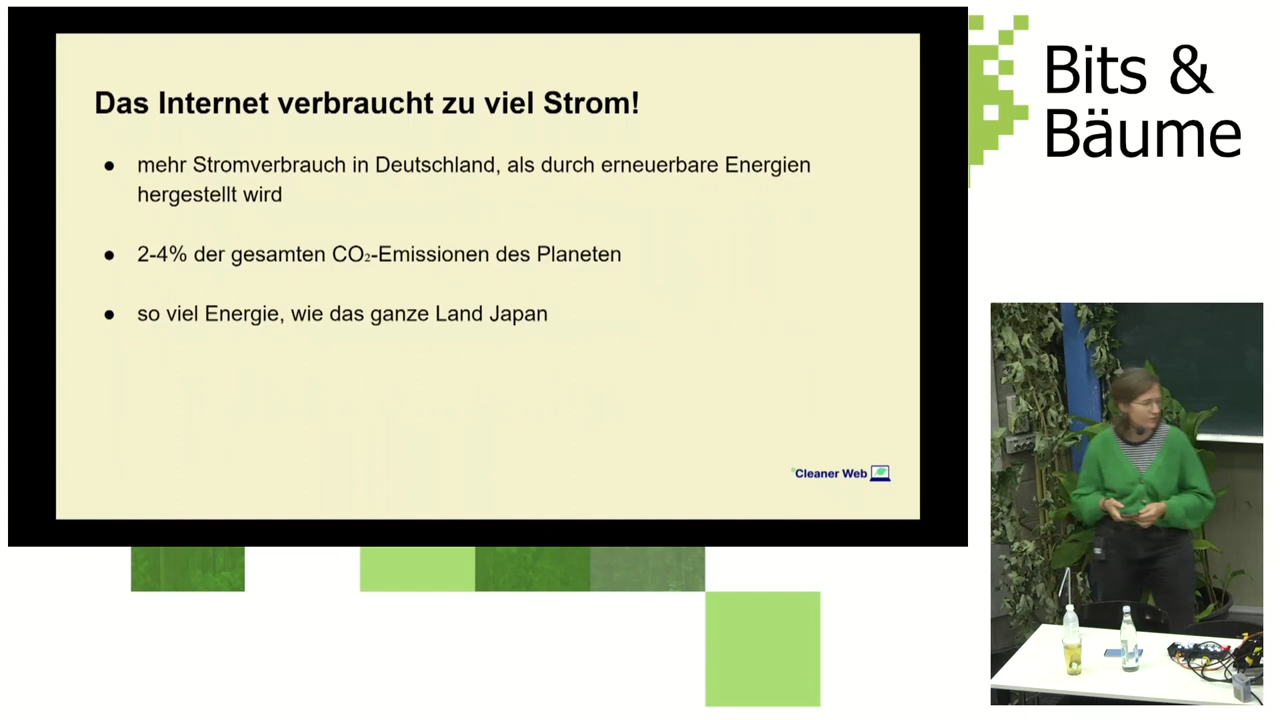 Das Internet verbraucht zu viel Strom!
● mehr Stromverbrauch in Deutschland, als durch erneuerbare Energien
hergestellt wird
● 2-4% der gesamten CO₂-Emissionen des Planeten
● so viel Energie, wie das ganze Land Japan
°Cleaner Web
Bits &
Bäume